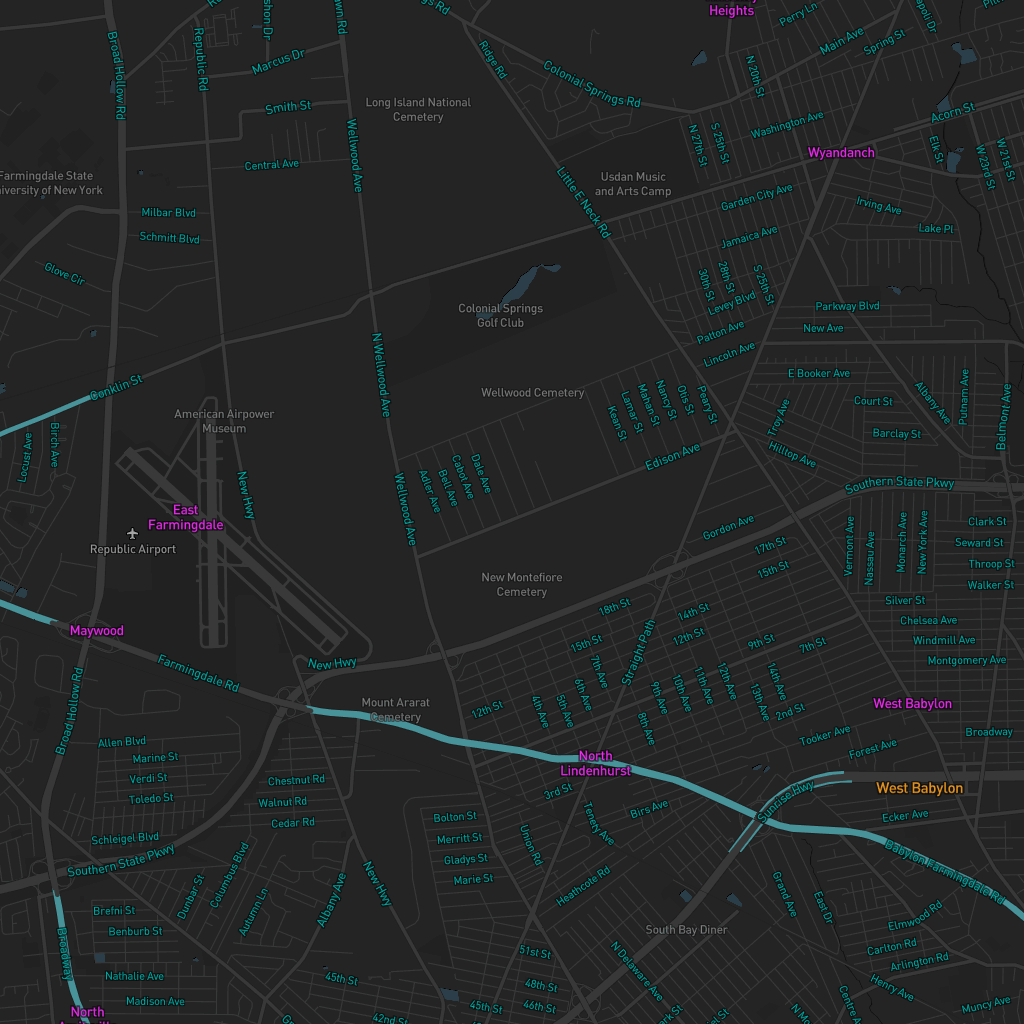 Heights
Perry Ln
Main Ave
Spring St
Broad Hollow Rd
Republic Rd
Marcus Dr
Ridge Rd
Colonial Springs Rd
N 20th St
Smith St
Long Island National
Cemetery
Wellwood Ave
Acorn St
Washington Ave
N 27th St
S 25th St
Elk St
W 23rd St
W 21st St
Wyandanch
Central Ave
Farmingdale State
Usdan Music
and Arts Camp
Little E Neck Rd
Garden City Ave
Irving Ave
Milbar Blvd
Schmitt Blvd
Lake Pl
Jamaica Ave
Glove Cir
30th St
28th St
S 25th St
Levey Blvd
Colonial Springs
Golf Club
Parkway Blvd
New Ave
Patton Ave
Lincoln Ave
N Wellwood Ave
E Booker Ave
Conklin St
Wellwood Cemetery
Kean St
Lamar St
Mahan St
Nancy St
Otis St
Peary St
Troy Ave
Court St
Albany Ave
Putnam Ave
Belmont Ave
American Airpower
Museum
Barclay St
Locust Ave
Birch Ave
Hilltop Ave
Edison Ave
Adler Ave
Bell Ave
Cabot Ave
Dale Ave
New Hwy
Wellwood Ave
Southern State Pkwy
East
Farmingdale
Republic Airport
Gordon Ave
17th St
15th St
Vermont Ave
Nassau Ave
Monarch Ave
New York Ave
Clark St
Seward St
Throop St
Walker St
New Montefiore
Cemetery
18th St
14th St
Silver St
Chelsea Ave
Windmill Ave
Montgomery Ave
Maywood
Straight Path
15th St
12th St
9th St
7th St
New Hwy
Farmingdale Rd
7th Ave
6th Ave
5th Ave
4th Ave
9th Ave
10th Ave
11th Ave
12th Ave
13th Ave
14th Ave
8th Ave
2nd St
12th St
Mount Ararat
Cemetery
West Babylon
Broad Hollow Rd
Allen Blvd
Marine St
Verdi St
Toledo St
Tooker Ave
Forest Ave
Broadway
North
Lindenhurst
Chestnut Rd
Walnut Rd
Cedar Rd
3rd St
Tenety Ave
Birs Ave
Sunrise Hwy
West Babylon
Ecker Ave
Bolton St
Merritt St
Gladys St
Marie St
Union Rd
Schleigel Blvd
Southern State Pkwy
Babylon Farmingdale Rd
Dunbar St
Columbus Blvd
Autumn Ln
Albany Ave
New Hwy
Heathcote Rd
Grand Ave
East Dr
Elmwood Rd
Brefni St
Benburb St
Broadway
South Bay Diner
51st St
N Delaware Ave
Carlton Rd
Arlington Rd
Nathalie Ave
45th St
48th St
Henry Ave
Madison Ave
45th St
46th St
Muncy Ave
North
42nd St